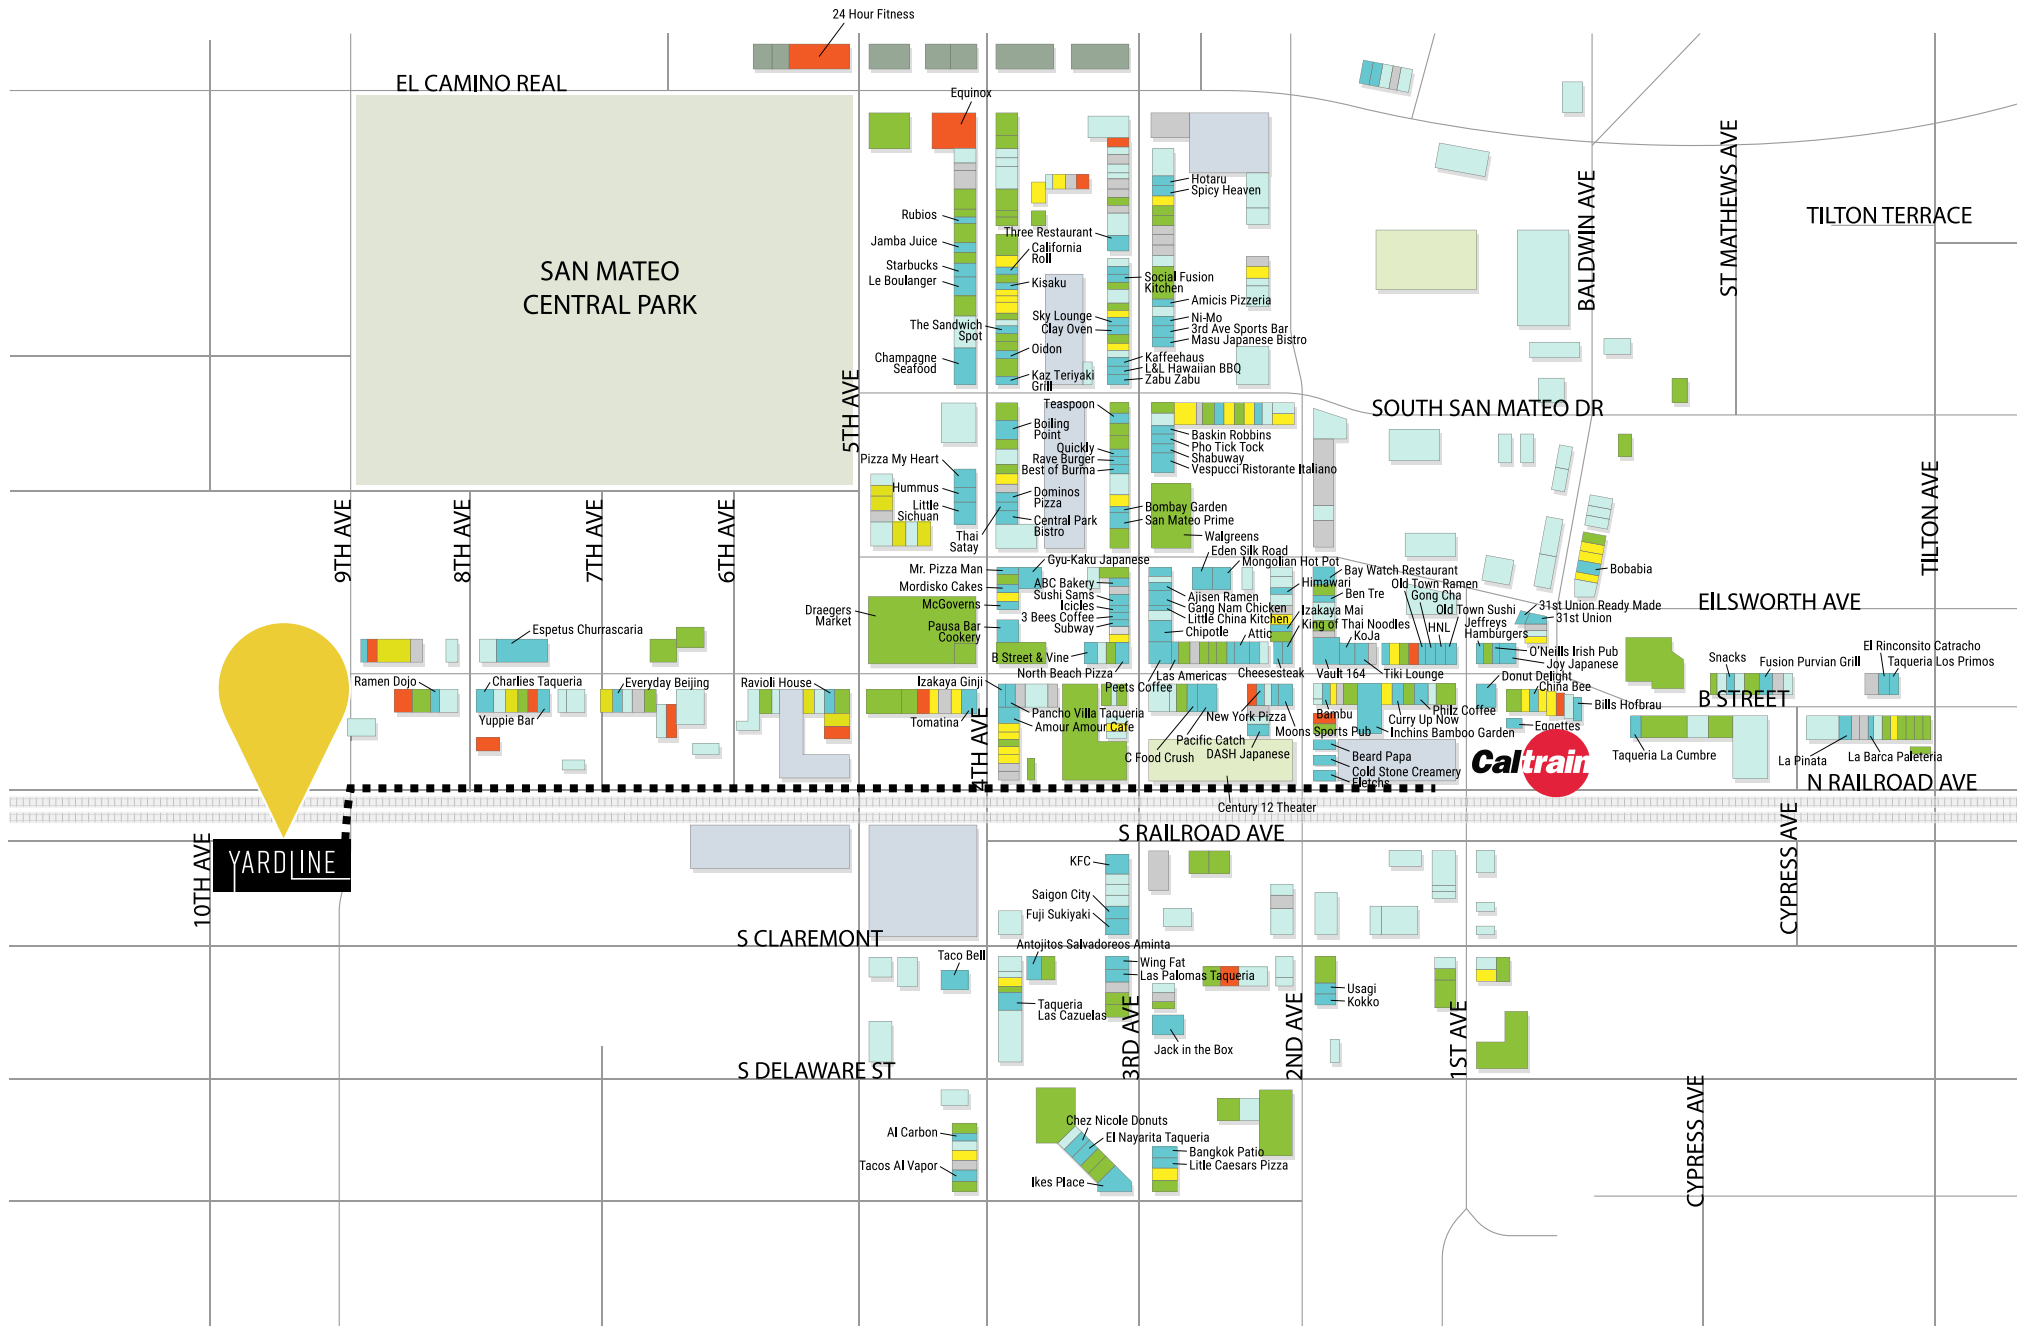 24 Hour Fitness
EL CAMINO REAL
Equinox
SAN MATEO
CENTRAL PARK
Rubios
Jamba Juice
Starbucks
Le Boulanger
The Sandwich
Spot
Champagne
Seafood
Three Restaurant
California
Roll
Kisaku
Sky Lounge
Clay Oven
Oidon
Kaz Teriyaki
Grill
Hotaru
Spicy Heaven
Social Fusion
Kitchen
Amicis Pizzeria
Ni-Mo
3rd Ave Sports Bar
Masu Japanese Bistro
Kaffeehaus
L&L Hawaiian BBQ
Zabu Zabu
BALDWIN AVE
ST MATHEWS AVE
TILTON TERRACE
SOUTH SAN MATEO DR
5TH AVE
Teaspoon
Boiling
Point
Quickly
Rave Burger
Best of Burma
Pizza My Heart
Hummus
Little
Sichuan
Dominos
Pizza
Central Park
Bistro
Thai
Satay
Baskin Robbins
Pho Tick Tock
Shabuway
Vespucci Ristorante Italiano
Bombay Garden
San Mateo Prime
Walgreens
9TH AVE
8TH AVE
7TH AVE
6TH AVE
TILTON AVE
Mr. Pizza Man
Mordisko Cakes
McGoverns
Draegers
Market
Pausa Bar
Cookery
Gyu-Kaku Japanese
ABC Bakery
Sushi Sams
Icicles
3 Bees Coffee
Subway
B Street & Vine
North Beach Pizza
Eden Silk Road
Mongolian Hot Pot
Ajisen Ramen
Gang Nam Chicken
Little China Kitchen
Chipotle
Attic
Himawari
Izakaya Mai
King of Thai Noodles
Bay Watch Restaurant
Ben Tre
KoJa
Old Town Ramen
Gong Cha
Old Town Sushi
HNL
Jeffreys
Hamburgers
31st Union Ready Made
31st Union
O'Neills Irish Pub
Joy Japanese
Bobabia
EILSWORTH AVE
Espetus Churrascaria
Ramen Dojo
Charlies Taqueria
Yuppie Bar
Everyday Beijing
Ravioli House
Izakaya Ginji
Tomatina
Pancho Villa Taqueria
Amour Amour Cafe
Peets Coffee
Las Americas
C Food Crush
Pacific Catch
New York Pizza
DASH Japanese
Cheesesteak
Moons Sports Pub
Vault 164
Bambu
Tiki Lounge
Curry Up Now
Inchins Bamboo Garden
Philz Coffee
Donut Delight
China Bee
Bills Hofbrau
Eggettes
Beard Papa
Cold Stone Creamery
Fletchs
Snacks
Fusion Purvian Grill
El Rinconsito Catracho
Taqueria Los Primos
B STREET
Taqueria La Cumbre
La Pinata
La Barca Paleteria
Caltrain
N RAILROAD AVE
4TH AVE
Century 12 Theater
S RAILROAD AVE
10TH AVE
YARDLINE
CYPRESS AVE
KFC
Saigon City
Fuji Sukiyaki
S CLAREMONT
Taco Bell
Antojitos Salvadoreos Aminta
Taqueria
Las Cazuelas
Wing Fat
Las Palomas Taqueria
Jack in the Box
Usagi
Kokko
3RD AVE
2ND AVE
1ST AVE
S DELAWARE ST
Al Carbon
Tacos Al Vapor
Chez Nicole Donuts
El Nayarita Taqueria
Ikes Place
Bangkok Patio
Litle Caesars Pizza
CYPRESS AVE